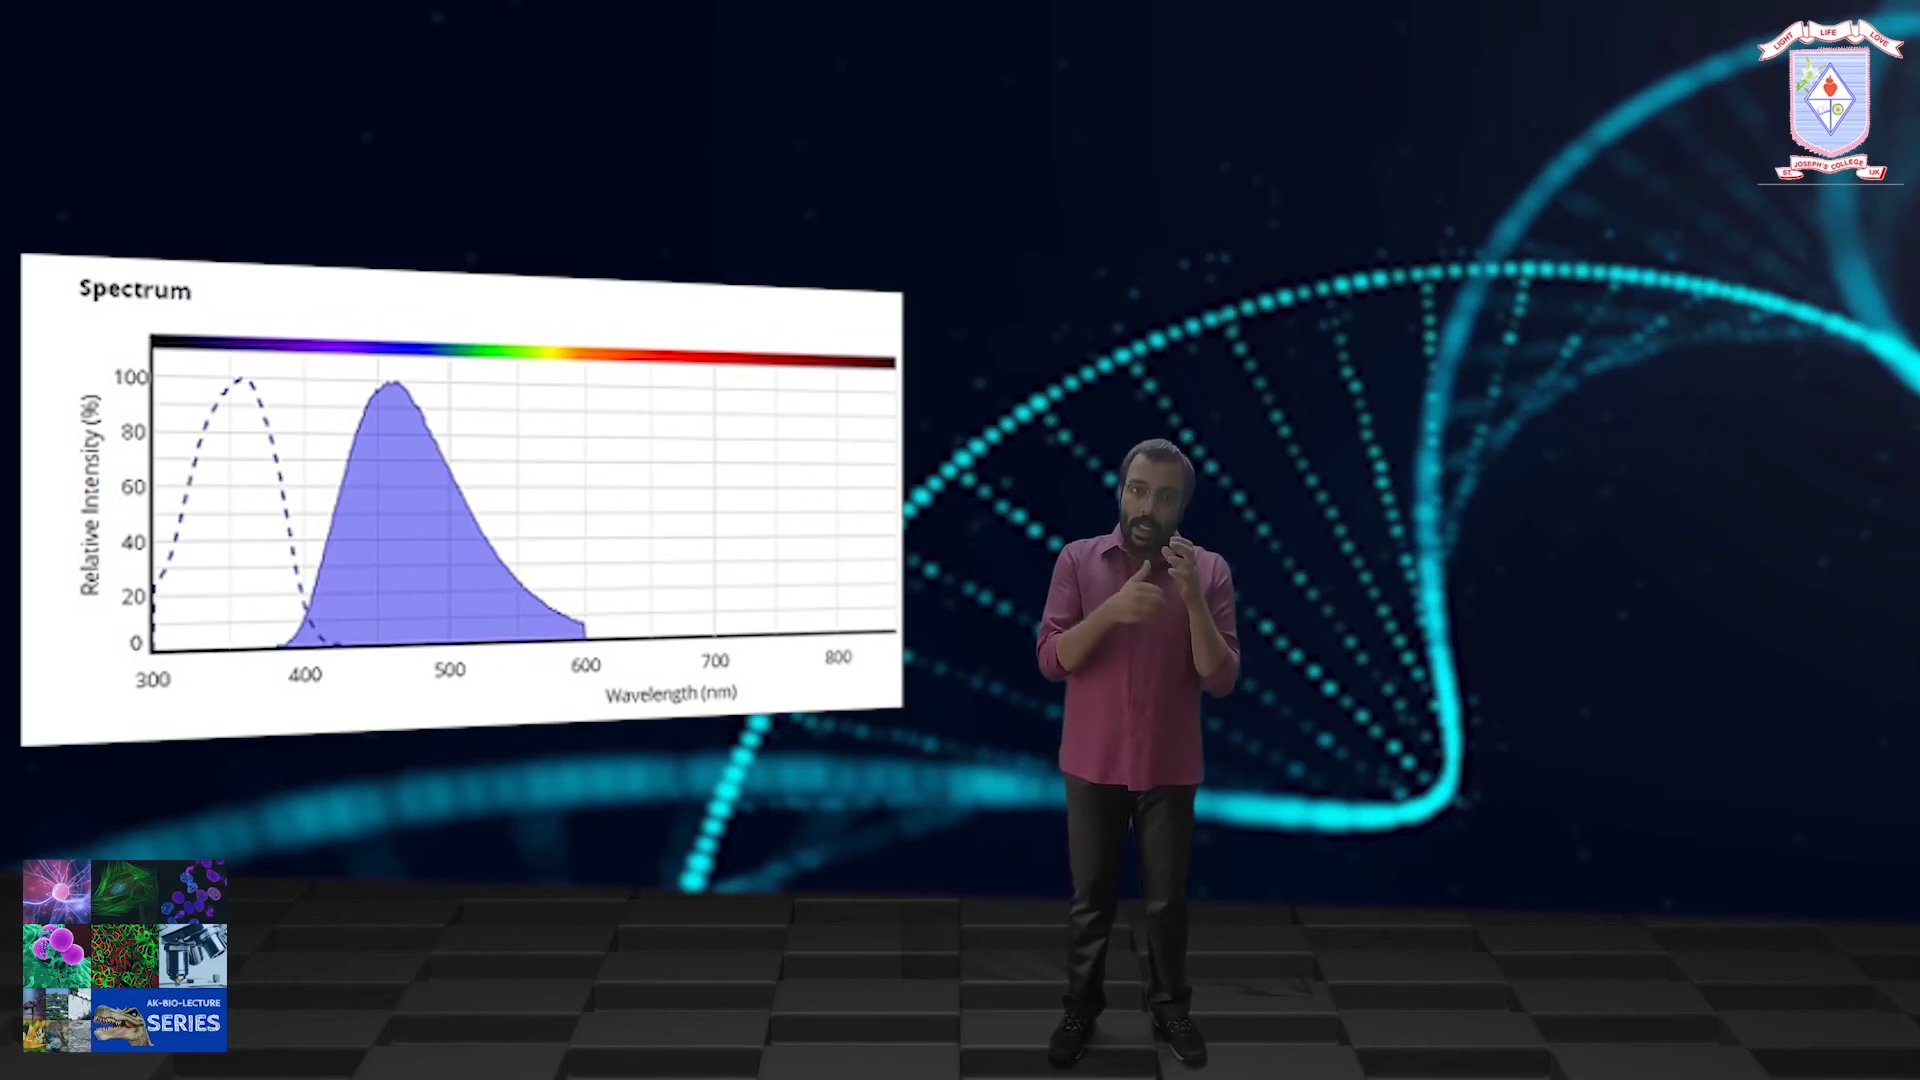 LIGHT LIFE LOVE
ST. JOSEPH'S COLLEGE IJK
Spectrum
Relative Intensity (%)
100
80
60
40
20
0
300 400 500 600 700 800
Wavelength (nm)
AK-BIO-LECTURE
SERIES